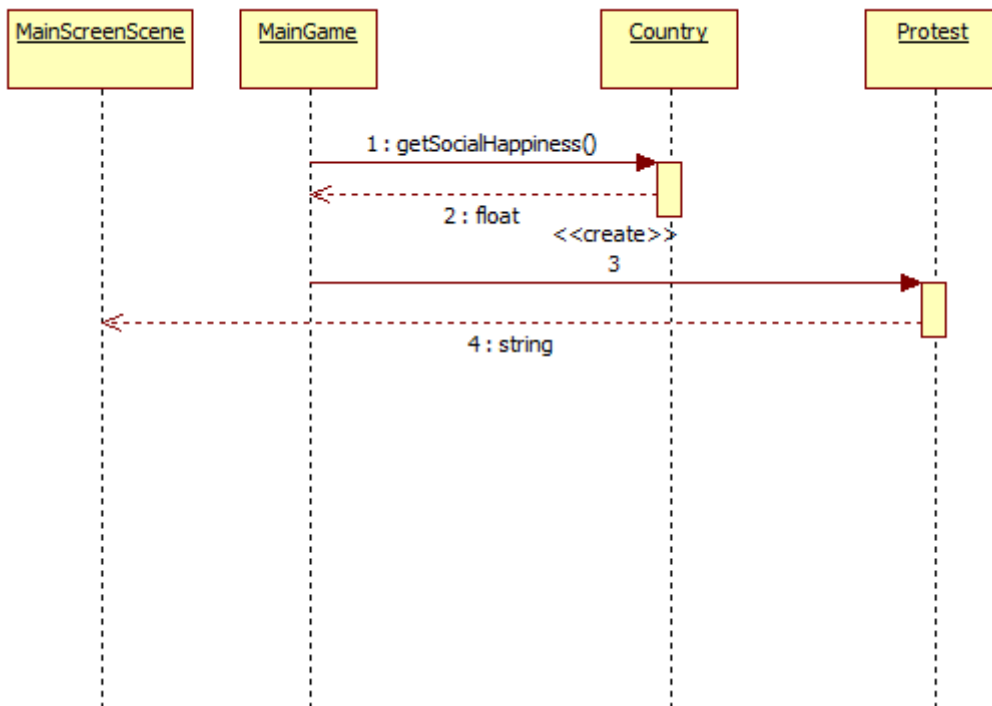 MainScreenScene
MainGame
Country
Protest
1 : getSocialHappiness()
2 : float
<<create>>
3
4 : string